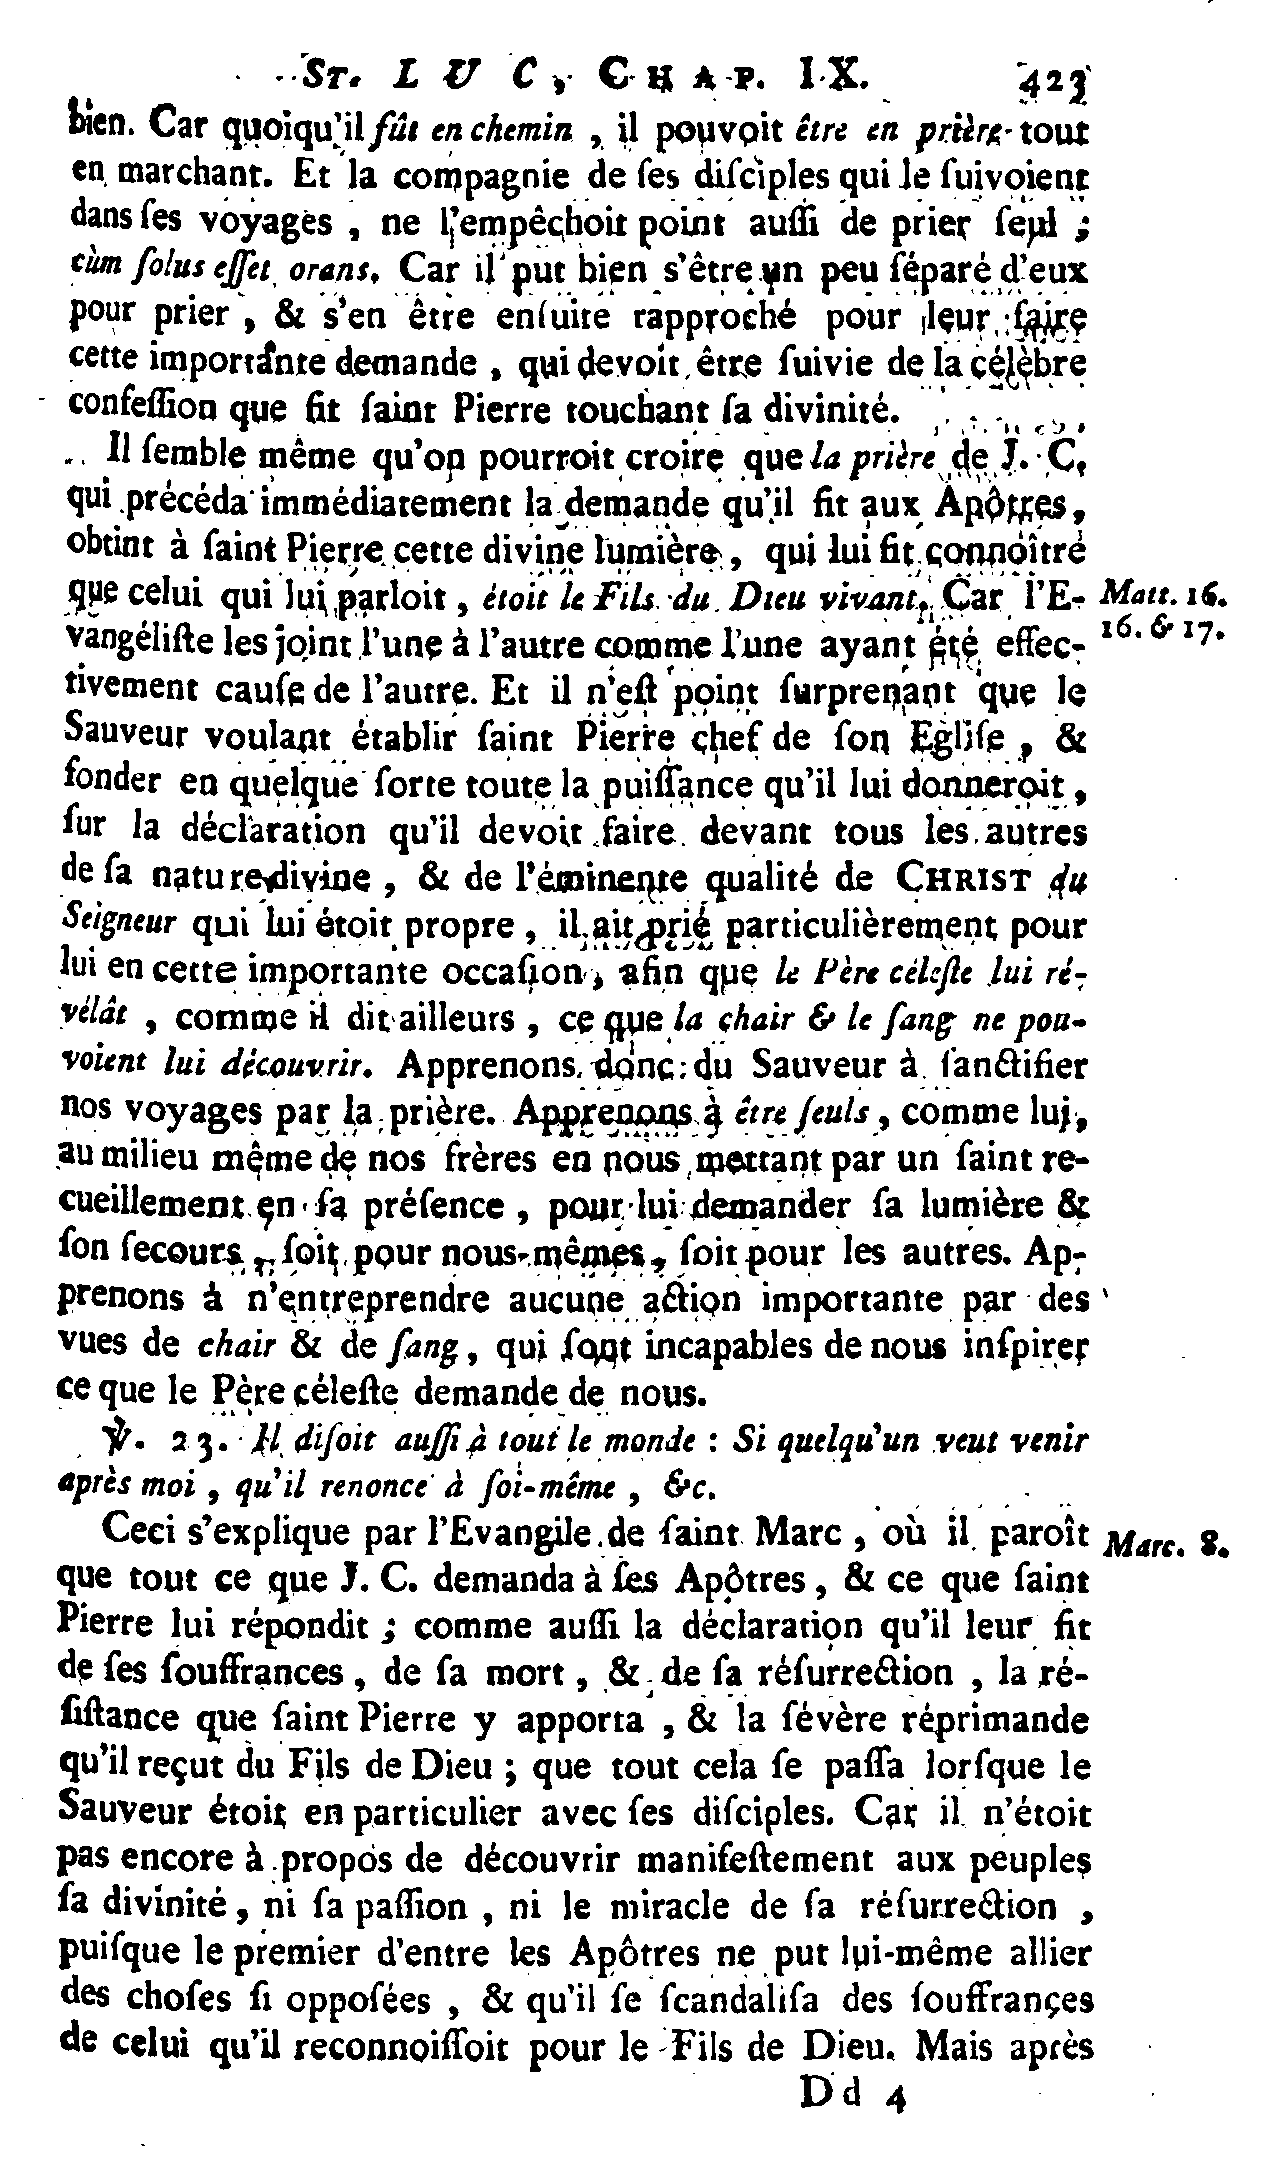 ST. LUC, CHAP. IX. 423
bien. Car quoiqu'il fût en chemin, il pouvoit être en prière tout
en marchant. Et la compagnie de ſes diſciples qui le ſuivoient
dans ſes voyages, ne l'empêchoit point auſſi de prier ſeul ;
cùm ſolus eſſet orans. Car il put bien s'être un peu ſéparé d'eux
pour prier, & s'en être enſuite rapproché pour leur faire
cette importante demande, qui devoit être ſuivie de la célèbre
confeſſion que fit ſaint Pierre touchant ſa divinité.
Il ſemble même qu'on pourroit croire que la prière de J. C.
qui précéda immédiatement la demande qu'il fit aux Apôtres,
obtint à ſaint Pierre cette divine lumière, qui lui fit connoître
que celui qui lui parloit, étoit le Fils du Dieu vivant. Car l'E- Matt. 16.
vangéliſte les joint l'une à l'autre comme l'une ayant été effec- 16. & 17.
tivement cauſe de l'autre. Et il n'eſt point ſurprenant que le
Sauveur voulant établir ſaint Pierre chef de ſon Egliſe, &
fonder en quelque ſorte toute la puiſſance qu'il lui donneroit,
ſur la déclaration qu'il devoit faire devant tous les autres
de ſa nature divine, & de l'éminente qualité de CHRIST du
Seigneur qui lui étoit propre, il ait prié particulièrement pour
lui en cette importante occaſion, afin que le Père céleſte lui ré-
vélât, comme il dit ailleurs, ce que la chair & le ſang ne pou-
voient lui découvrir. Apprenons donc du Sauveur à ſanctifier
nos voyages par la prière. Apprenons à être ſeuls, comme lui,
au milieu même de nos frères en nous mettant par un ſaint re-
cueillement en ſa préſence, pour lui demander ſa lumière &
ſon ſecours, ſoit pour nous-mêmes, ſoit pour les autres. Ap-
prenons à n'entreprendre aucune action importante par des
vues de chair & de ſang, qui ſont incapables de nous inſpirer
ce que le Père céleſte demande de nous.
℣. 23. Il diſoit auſſi à tout le monde : Si quelqu'un veut venir
après moi, qu'il renonce à ſoi-même, &c.
Ceci s'explique par l'Evangile de ſaint Marc, où il paroît Marc. 8.
que tout ce que J. C. demanda à ſes Apôtres, & ce que ſaint
Pierre lui répondit ; comme auſſi la déclaration qu'il leur fit
de ſes ſouffrances, de ſa mort, & de ſa réſurrection, la ré-
ſiſtance que ſaint Pierre y apporta, & la ſévère réprimande
qu'il reçut du Fils de Dieu ; que tout cela ſe paſſa lorſque le
Sauveur étoit en particulier avec ſes diſciples. Car il n'étoit
pas encore à propos de découvrir manifeſtement aux peuples
ſa divinité, ni ſa paſſion, ni le miracle de ſa réſurrection,
puiſque le premier d'entre les Apôtres ne put lui-même allier
des choſes ſi oppoſées, & qu'il ſe ſcandaliſa des ſouffrances
de celui qu'il reconnoiſſoit pour le Fils de Dieu. Mais après
Dd 4